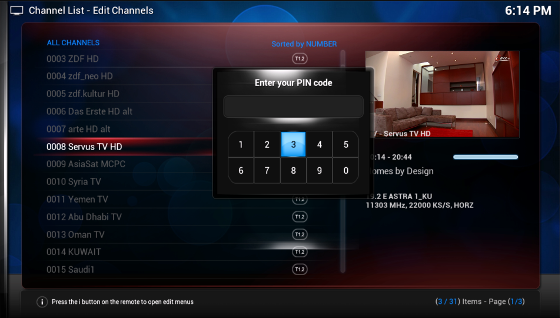 Channel List - Edit Channels
6:14 PM
ALL CHANNELS
Sorted by NUMBER
0003 ZDF HD
T1.2
0004 zdf_neo HD
0005 zdf.kultur HD
0006 Das Erste HD alt
0007 arte HD alt
0008 Servus TV HD
0009 AsiaSat MCPC
0010 Syria TV
0011 Yemen TV
T1.2
0012 Abu Dhabi TV
T1.2
0013 Oman TV
T1.2
0014 KUWAIT
T1.2
0015 Saudi1
T1.2
Enter your PIN code
1 2 3 4 5
6 7 8 9 0
/ - Servus TV HD
:14 - 20:44
omes by Design
.2 E ASTRA 1_KU
11303 MHz, 22000 KS/S, HORZ
i Press the i button on the remote to open edit menus
(3 / 31) Items - Page (1/3)